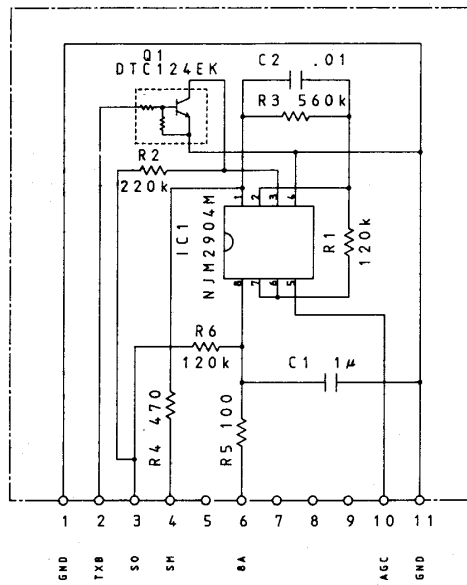 Q1
DTC124EK
C2 .01
R3 560k
R2
220k
1 2 3 4
IC1
NJM2904M
8 7 6 5
R1
120k
R6
120k
C1 1μ
R4 470
R5 100
1 2 3 4 5 6 7 8 9 10 11
GND
TXB
SO
SM
8A
AGC
GND